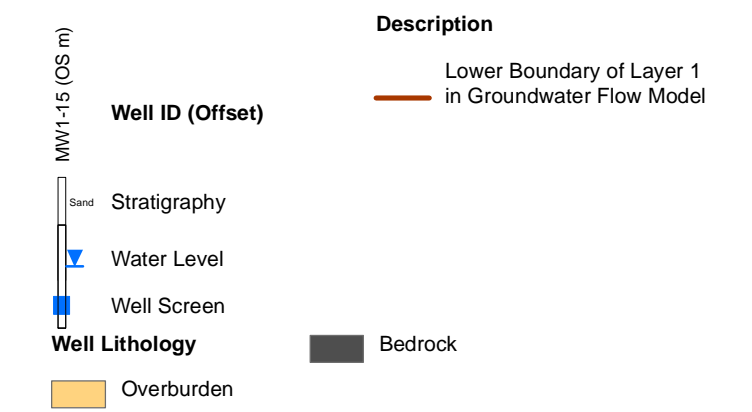 Description
MW1-15 (OS m)
Well ID (Offset)
Lower Boundary of Layer 1
in Groundwater Flow Model
Sand
Stratigraphy
Water Level
Well Screen
Well Lithology
Bedrock
Overburden